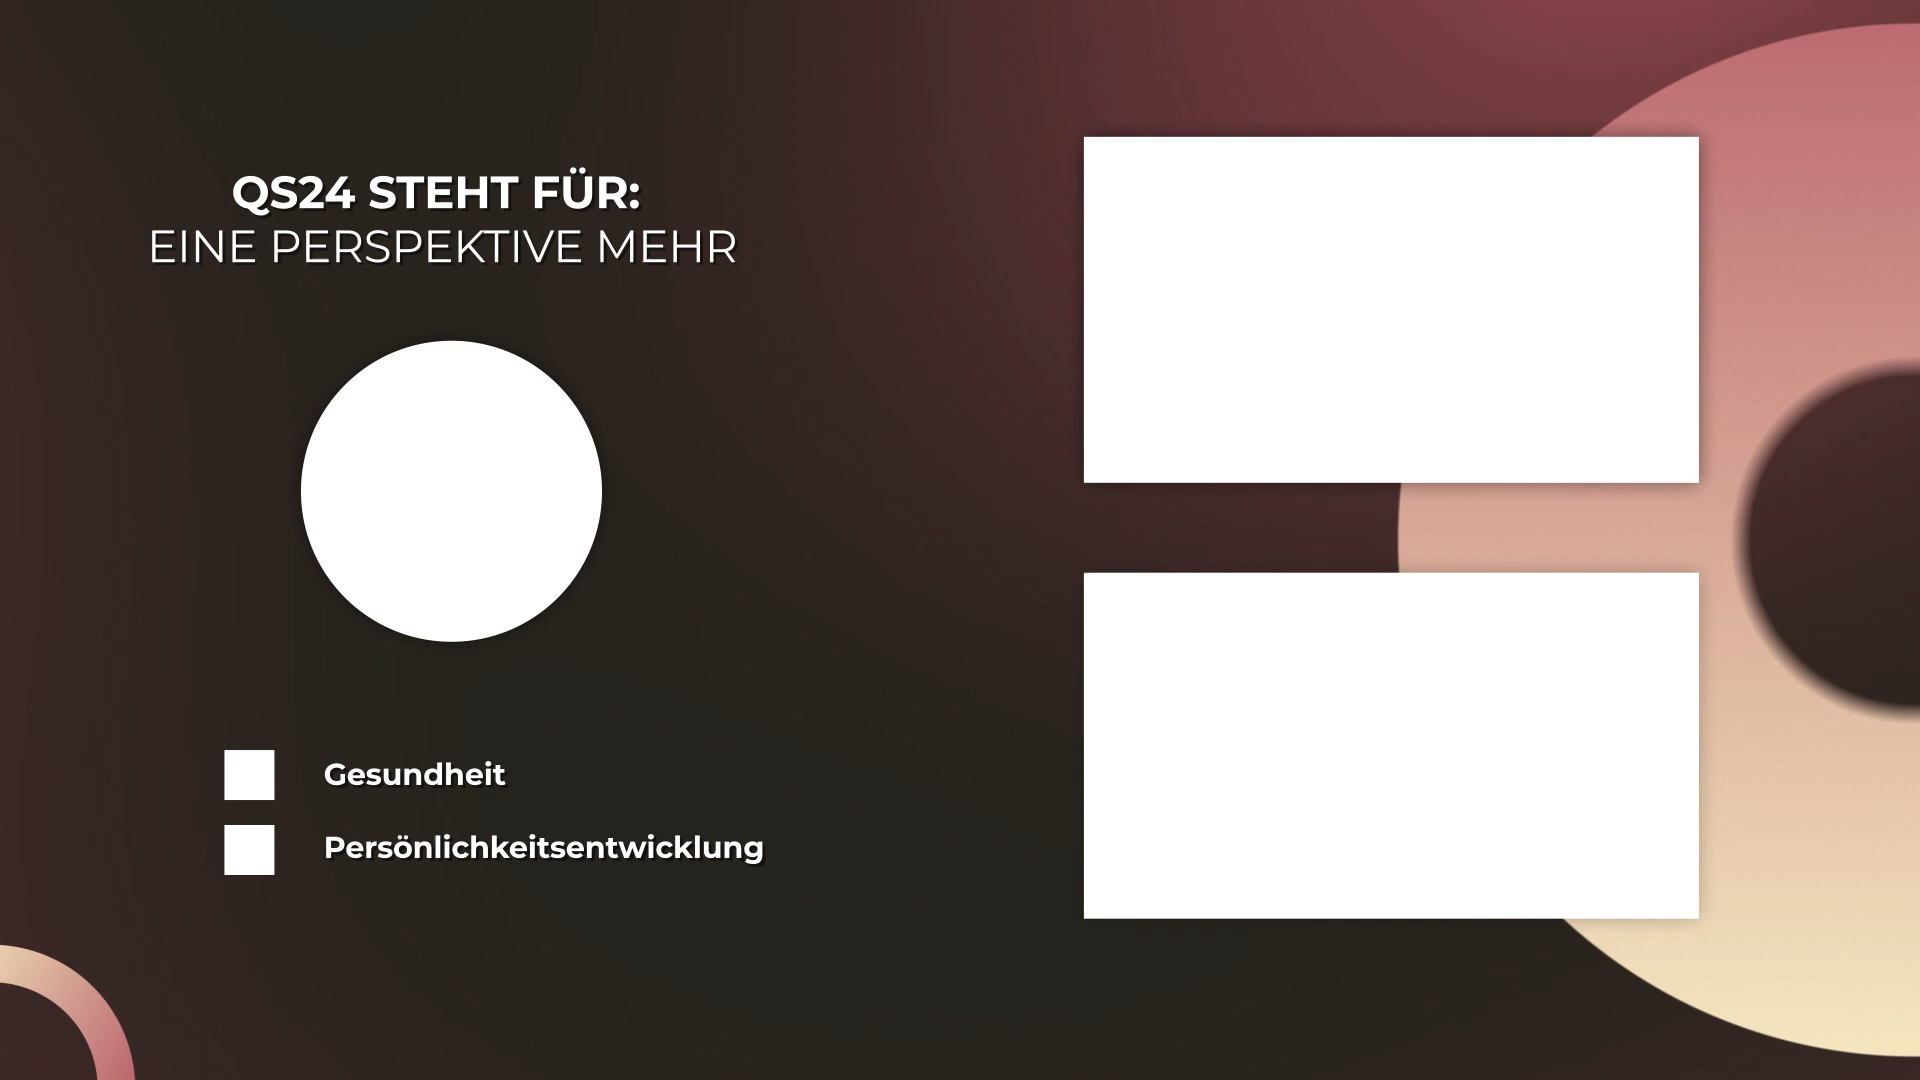 QS24 STEHT FÜR:
EINE PERSPEKTIVE MEHR
Gesundheit
Persönlichkeitsentwicklung